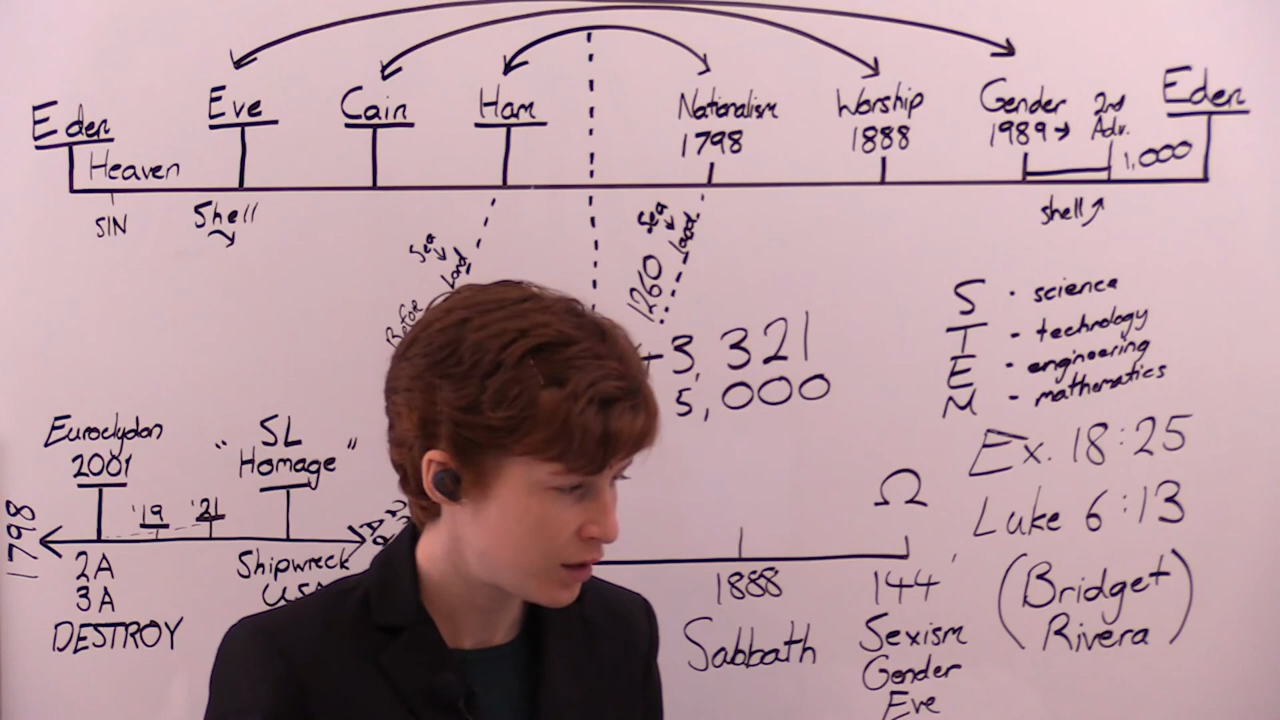 Eve
Cain
Ham
Nationalism
1798
Worship
1888
Gender
1989→
2nd
Adv.
Eden
Eden
Heaven
1,000
SIN
Shell
shell
Sea
Land
Before
1260
Sea
Land
+3,321
5,000
S - science
T - technology
E - engineering
M - mathematics
Ex. 18:25
Luke 6:13
(Bridget
Rivera)
Euroclydon
2001
'19
'21
" SL
Homage "
1798
2A
3A
DESTROY
Shipwreck
Ω
1888
Sabbath
144
Sexism
Gender
Eve